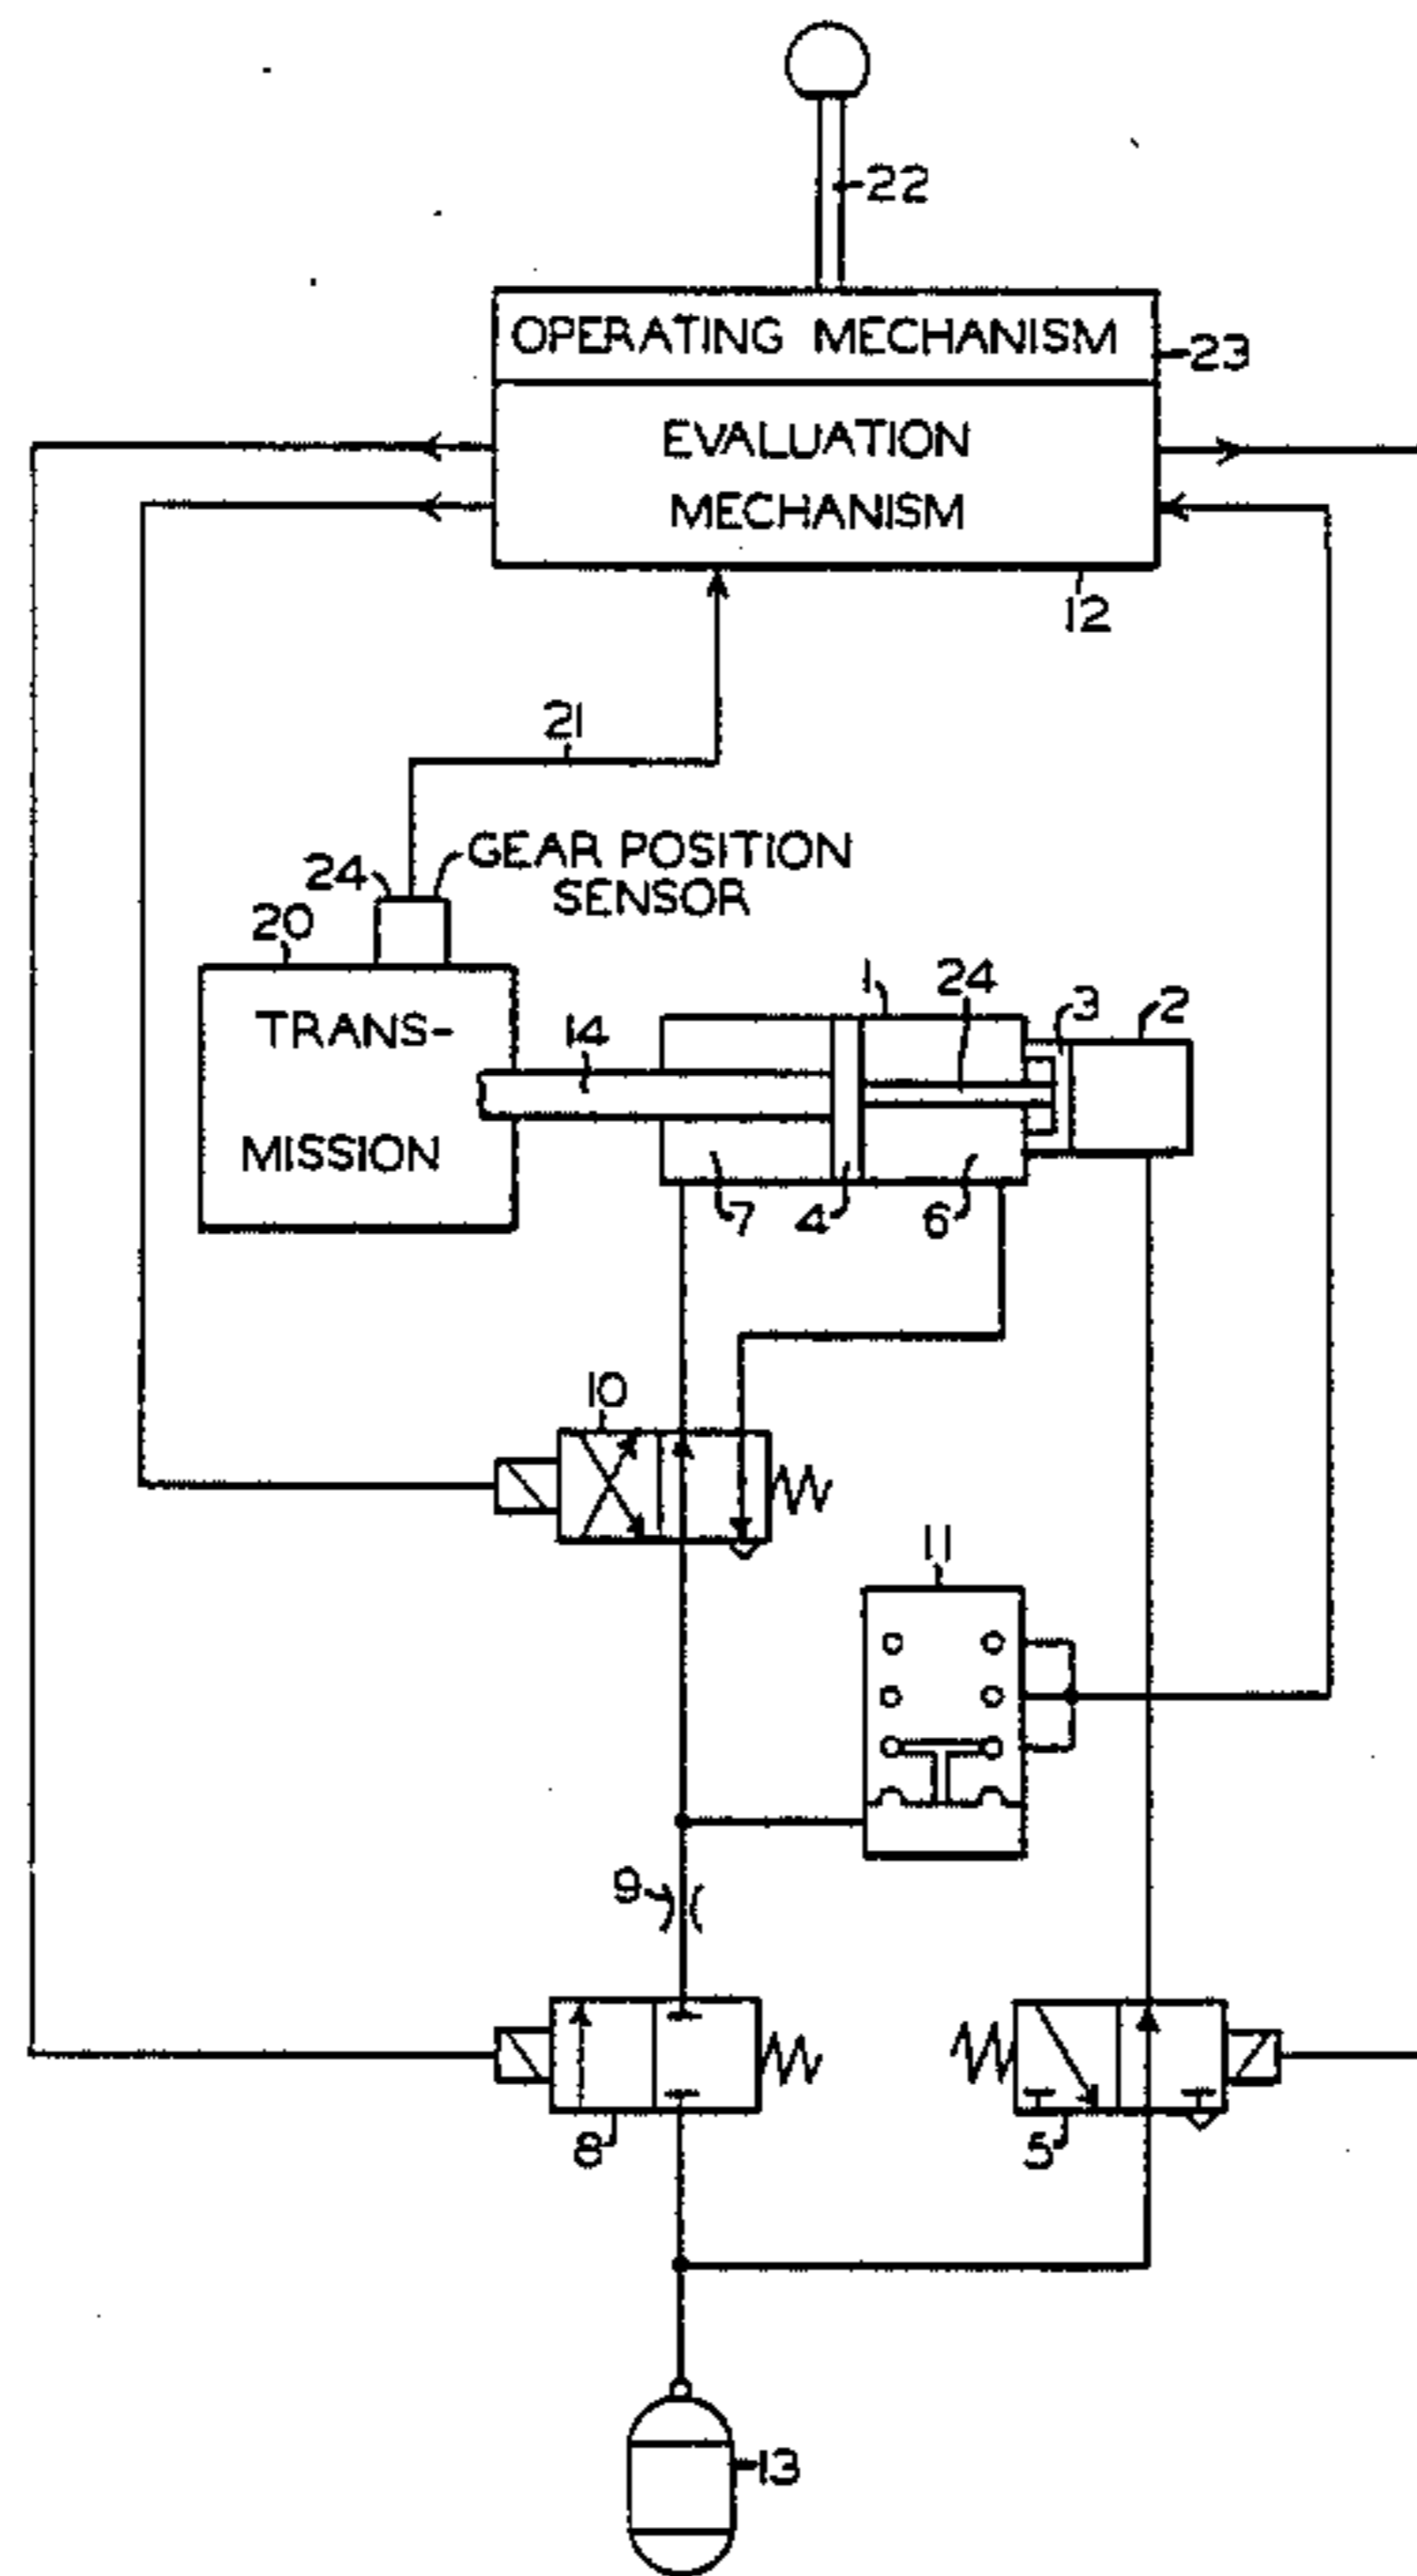 22
OPERATING MECHANISM
23
EVALUATION
MECHANISM
12
21
GEAR POSITION
SENSOR
24
20
TRANS-
MISSION
14
1
24
3
2
7
4
6
10
11
9
8
5
13